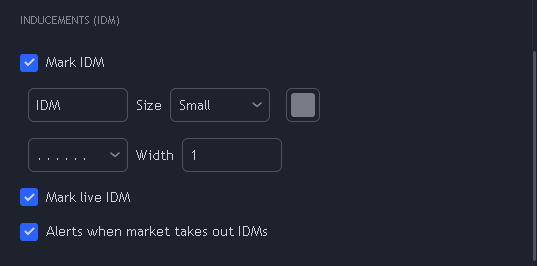 INDUCEMENTS (IDM)
Mark IDM
IDM Size Small
...... Width 1
Mark live IDM
Alerts when market takes out IDMs